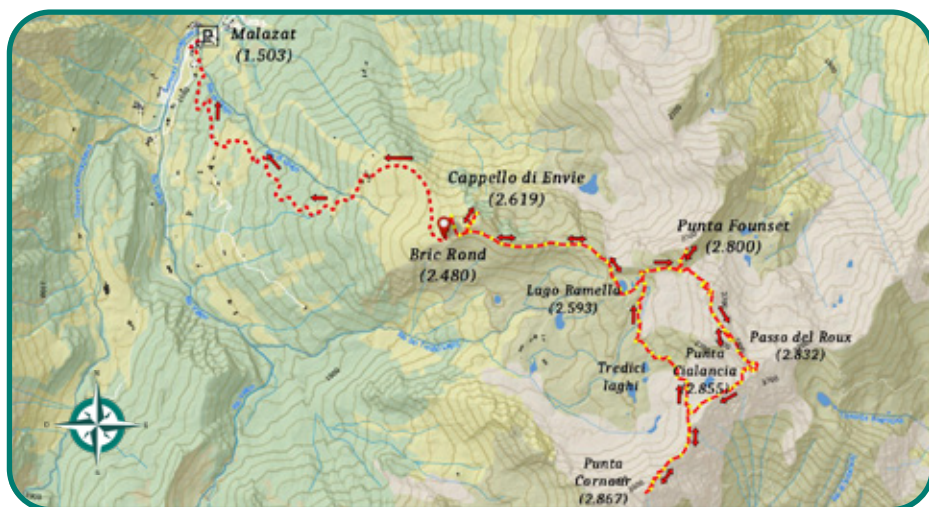 P
Malazat
(1.503)
Cappello di Envie
(2.619)
Punta Founset
(2.800)
Bric Rond
(2.480)
Lago Ramella
(2.593)
Passo del Roux
(2.832)
Punta
Cialancia
(2.855)
Tredici
laghi
Punta
Cornour
(2.867)
N
O
E
S
1900